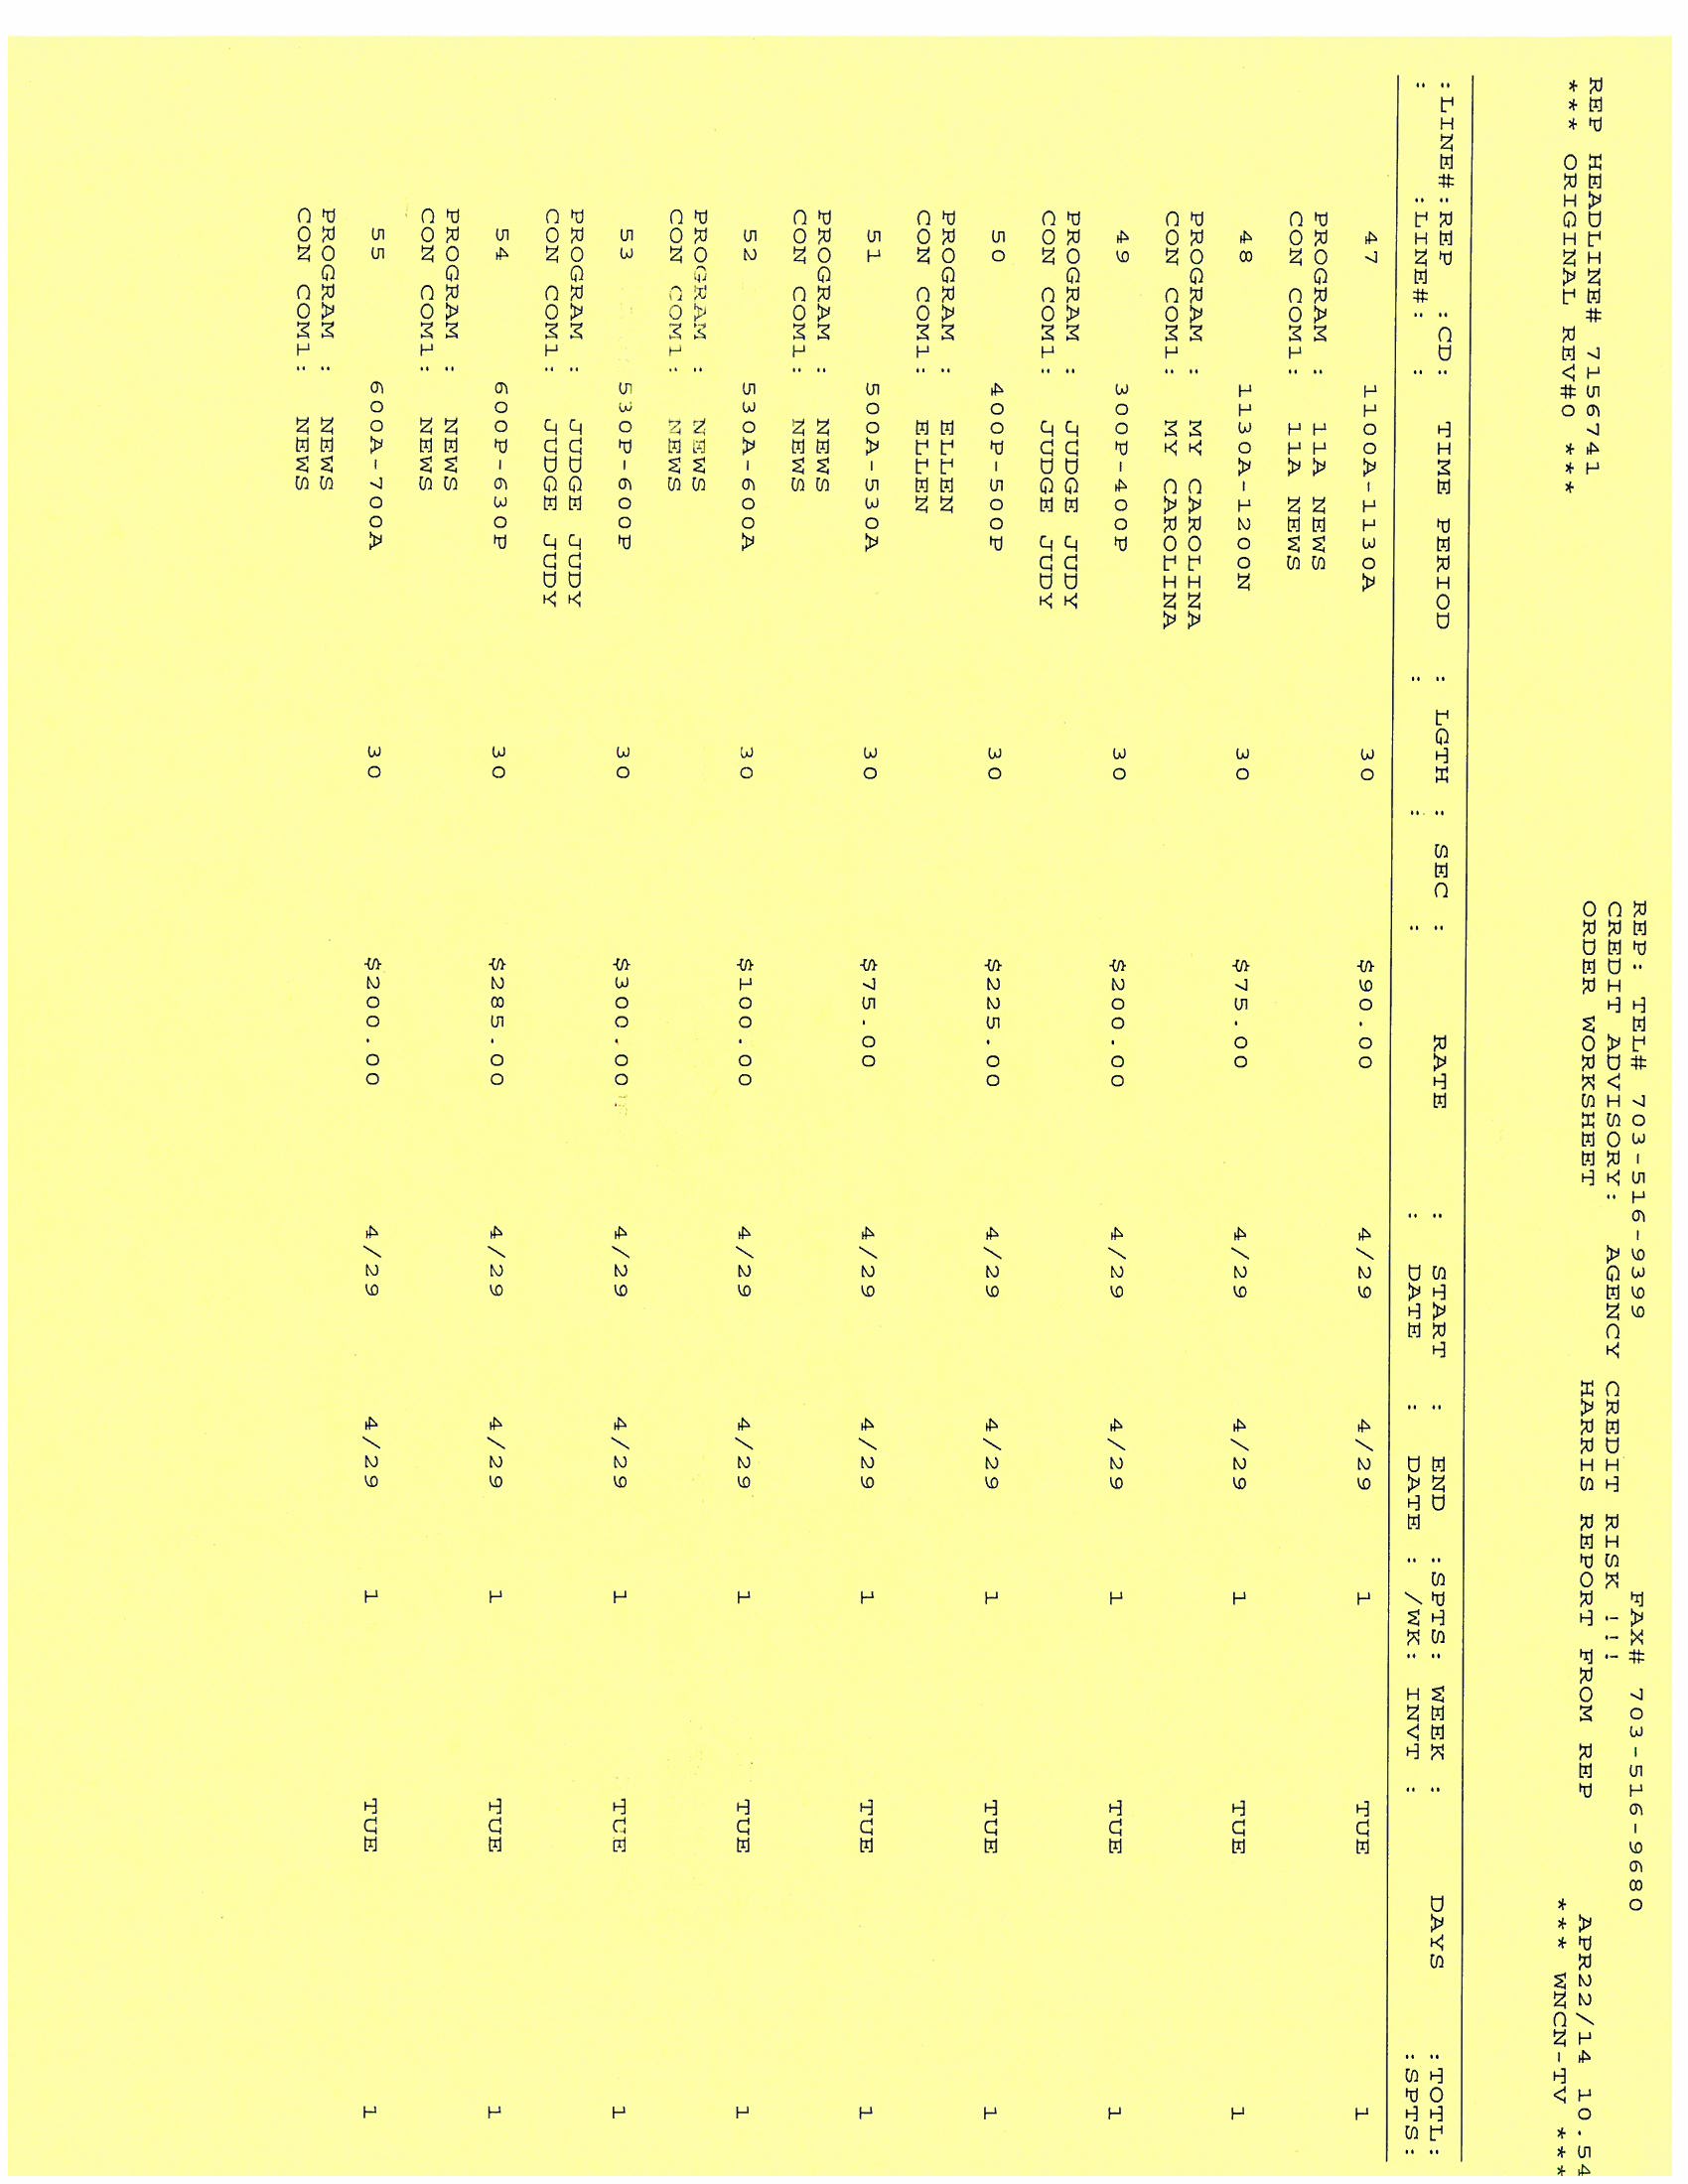 REP: TEL# 703-516-9399 FAX# 703-516-9680
CREDIT ADVISORY: AGENCY CREDIT RISK !!!
REP HEADLINE# 7156741 ORDER WORKSHEET HARRIS REPORT FROM REP APR22/14 10.54
*** ORIGINAL REV#0 *** *** WNCN-TV ***
:LINE#:REP :CD: TIME PERIOD : LGTH : SEC : RATE : START : END :SPTS: WEEK : DAYS :TOTL:
: :LINE#: : : : : : DATE : DATE : /WK: INVT : :SPTS:
47 1100A-1130A 30 $90.00 4/29 4/29 1 TUE 1
PROGRAM : 11A NEWS
CON COM1: 11A NEWS
48 1130A-1200N 30 $75.00 4/29 4/29 1 TUE 1
PROGRAM : MY CAROLINA
CON COM1: MY CAROLINA
49 300P-400P 30 $200.00 4/29 4/29 1 TUE 1
PROGRAM : JUDGE JUDY
CON COM1: JUDGE JUDY
50 400P-500P 30 $225.00 4/29 4/29 1 TUE 1
PROGRAM : ELLEN
CON COM1: ELLEN
51 500A-530A 30 $75.00 4/29 4/29 1 TUE 1
PROGRAM : NEWS
CON COM1: NEWS
52 530A-600A 30 $100.00 4/29 4/29 1 TUE 1
PROGRAM : NEWS
CON COM1: NEWS
53 530P-600P 30 $300.00 4/29 4/29 1 TUE 1
PROGRAM : JUDGE JUDY
CON COM1: JUDGE JUDY
54 600P-630P 30 $285.00 4/29 4/29 1 TUE 1
PROGRAM : NEWS
CON COM1: NEWS
55 600A-700A 30 $200.00 4/29 4/29 1 TUE 1
PROGRAM : NEWS
CON COM1: NEWS